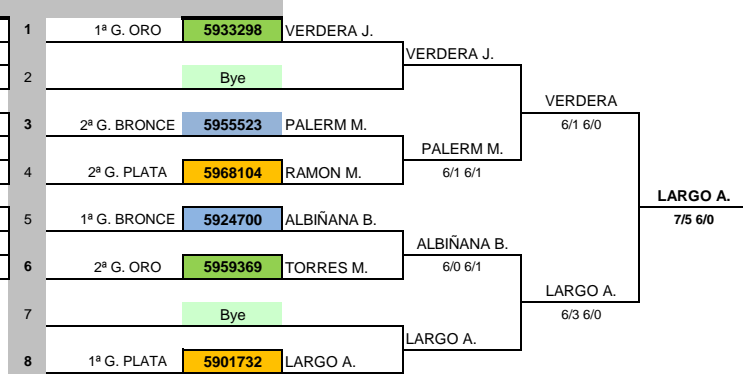 1 1ª G. ORO 5933298 VERDERA J.
VERDERA J.
2 Bye
VERDERA
6/1 6/0
3 2ª G. BRONCE 5955523 PALERM M.
PALERM M.
6/1 6/1
4 2ª G. PLATA 5968104 RAMON M.
LARGO A.
7/5 6/0
5 1ª G. BRONCE 5924700 ALBIÑANA B.
ALBIÑANA B.
6/0 6/1
6 2ª G. ORO 5959369 TORRES M.
LARGO A.
6/3 6/0
7 Bye
LARGO A.
8 1ª G. PLATA 5901732 LARGO A.